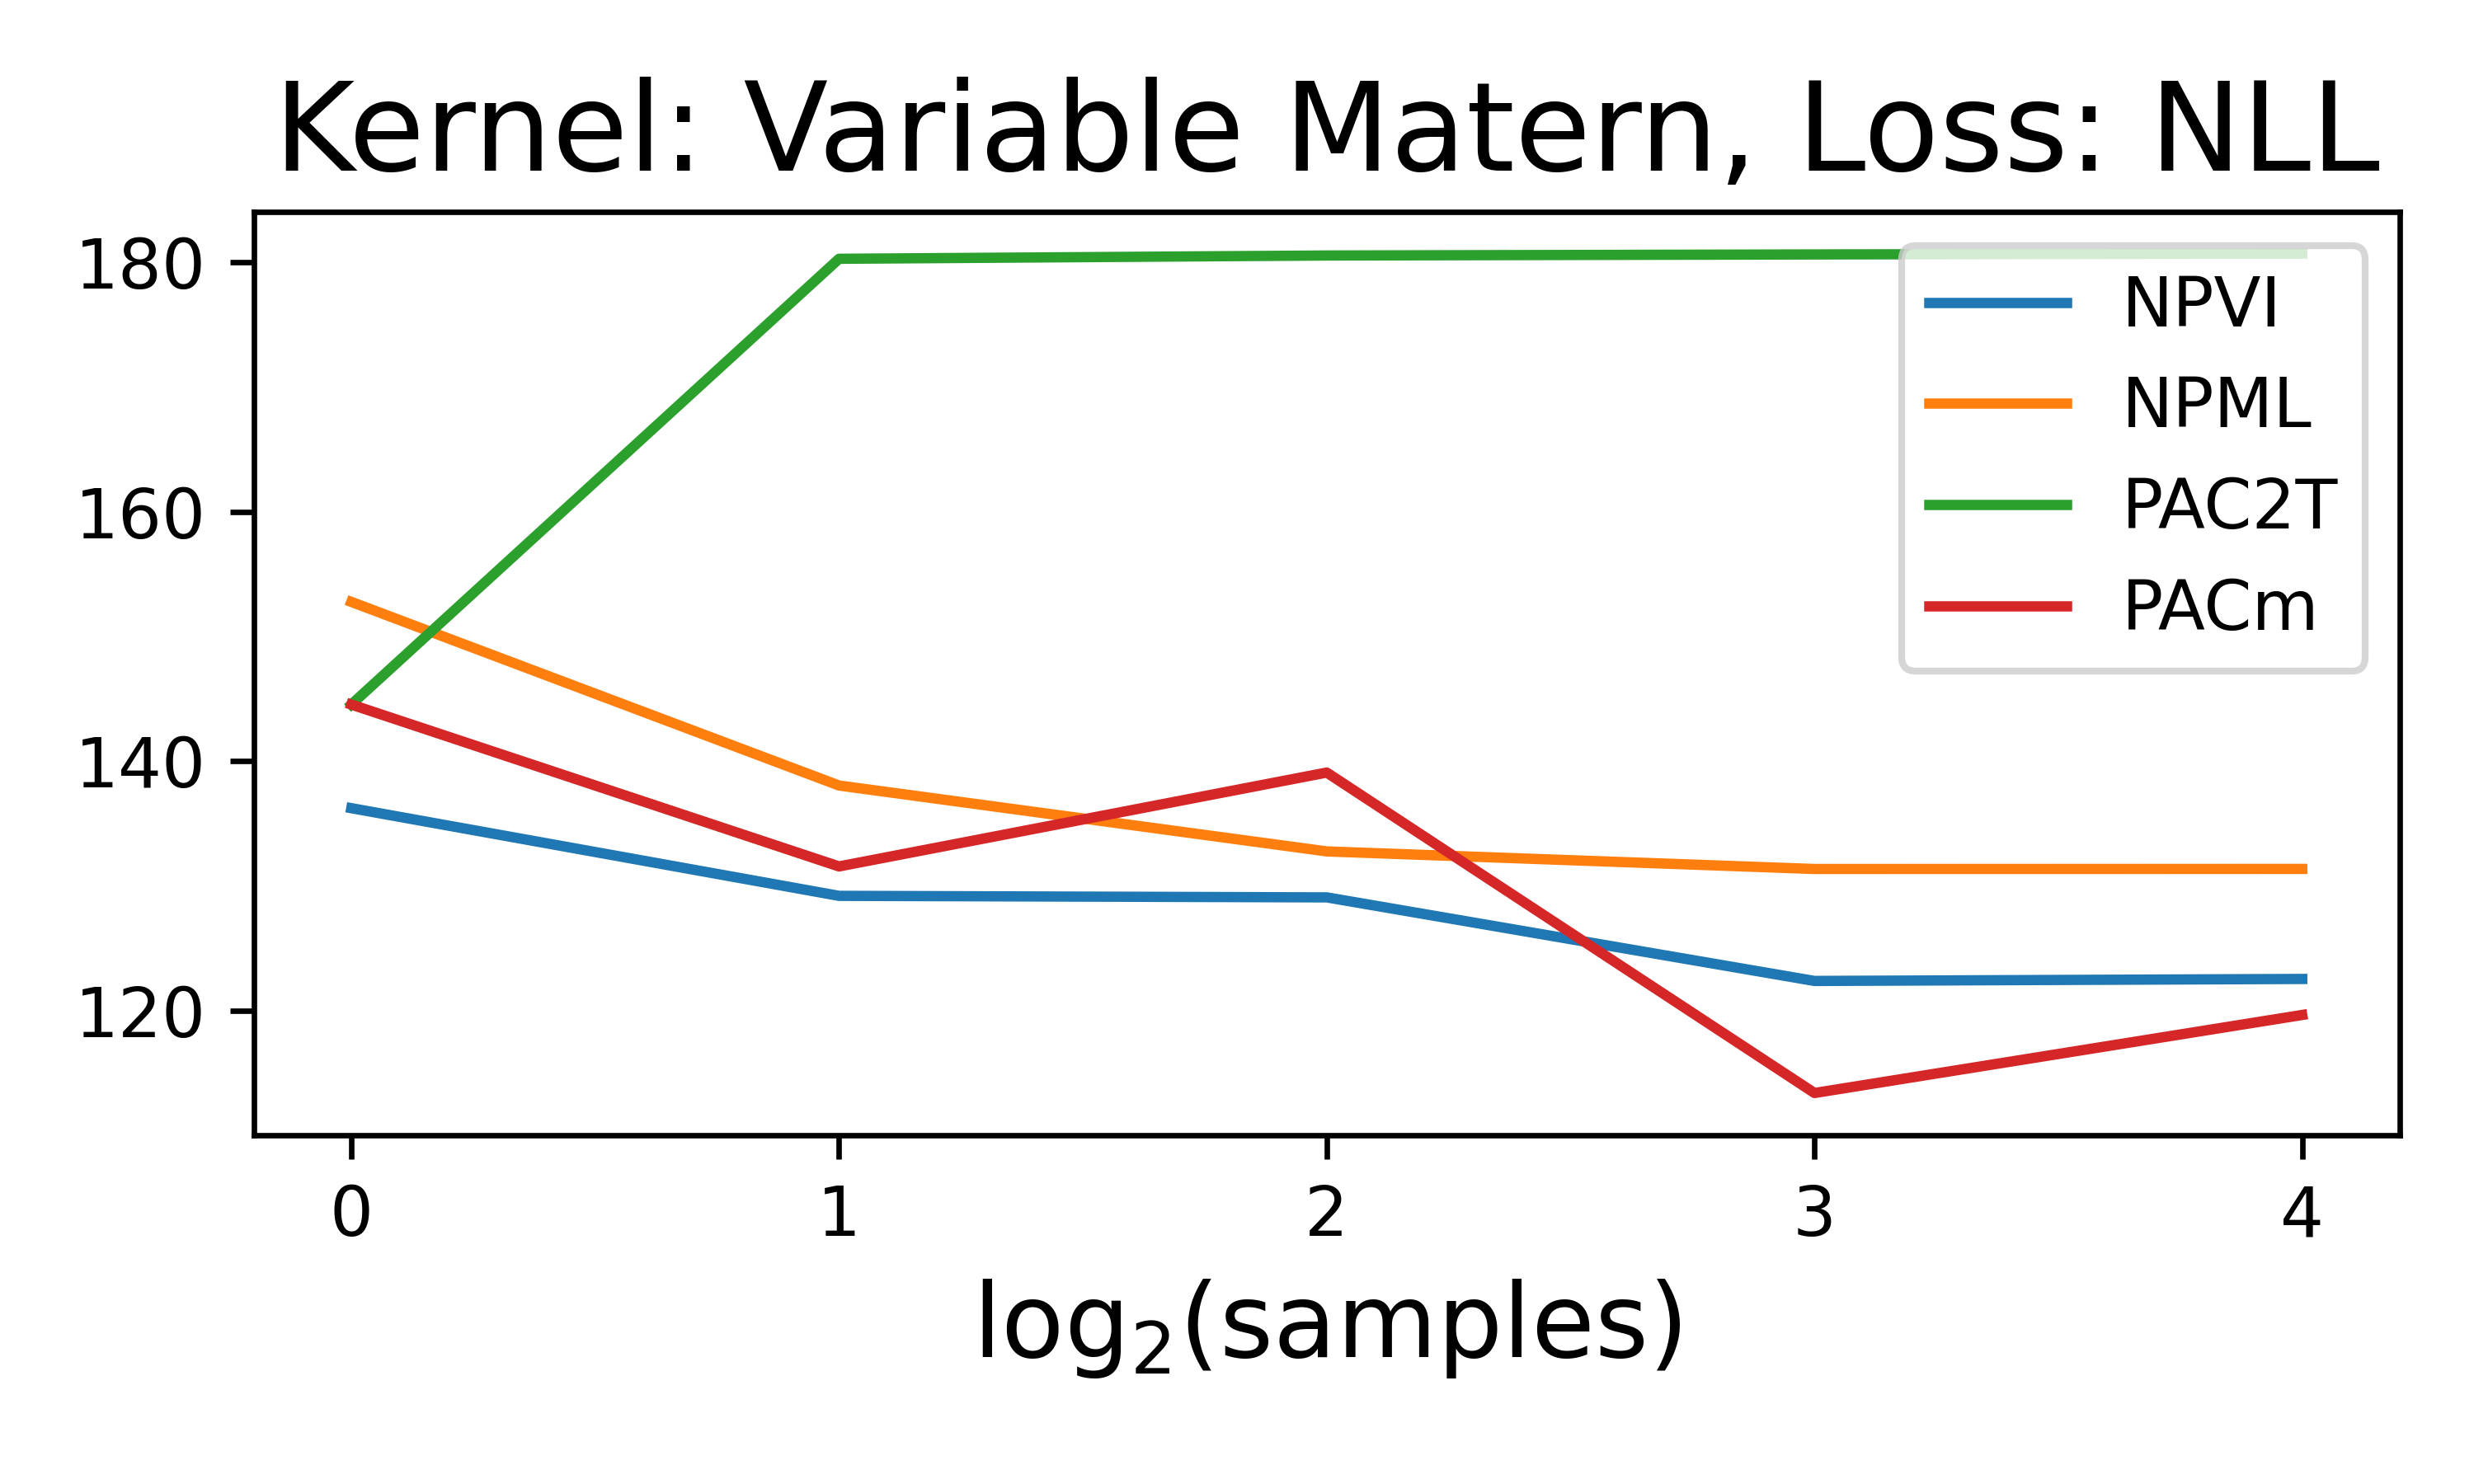 Kernel: Variable Matern, Loss: NLL
180
160
140
120
NPVI
NPML
PAC2T
PACm
0 1 2 3 4
log₂(samples)